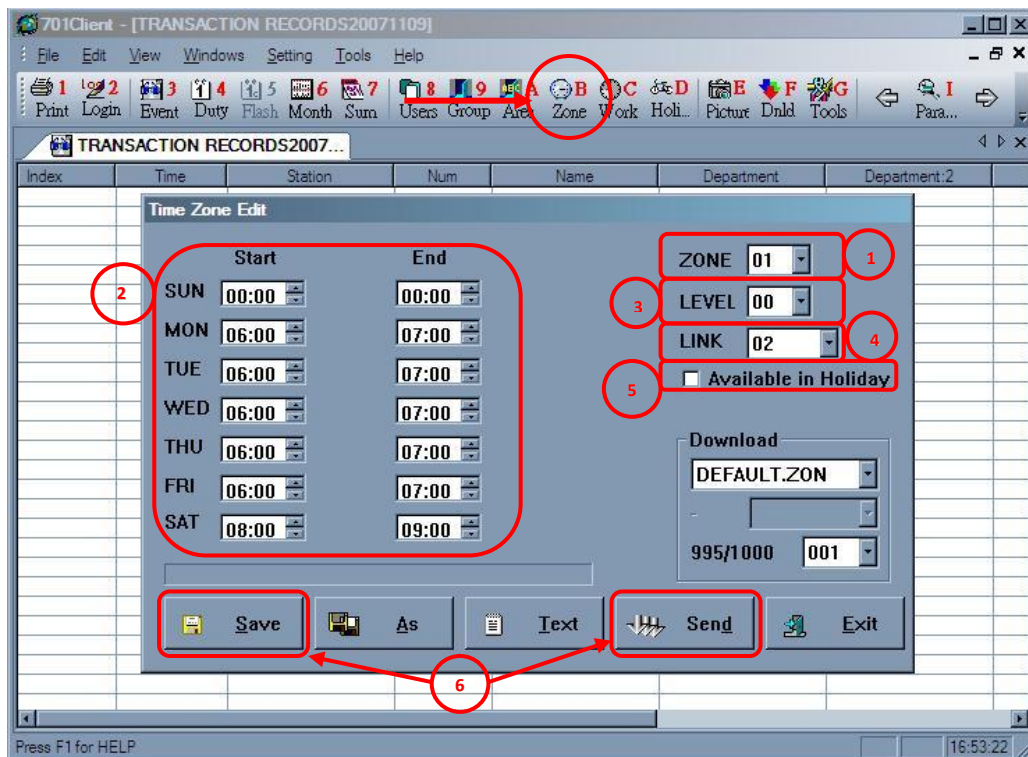 701Client - [TRANSACTION RECORDS20071109]
File Edit View Windows Setting Tools Help
1 2 3 4 5 6 7 8 9 A B C D E F G I
Print Login Event Duty Flash Month Sum Users Group Area Zone Work Holi... Picture Dnld Tools Para...
TRANSACTION RECORDS2007...
Index Time Station Num Name Department Department:2
Time Zone Edit
Start End
SUN 00:00 00:00
MON 06:00 07:00
TUE 06:00 07:00
WED 06:00 07:00
THU 06:00 07:00
FRI 06:00 07:00
SAT 08:00 09:00
2
ZONE 01 1
3 LEVEL 00
LINK 02 4
5 Available in Holiday
Download
DEFAULT.ZON
-
995/1000 001
Save As Text Send Exit
6
Press F1 for HELP 16:53:22